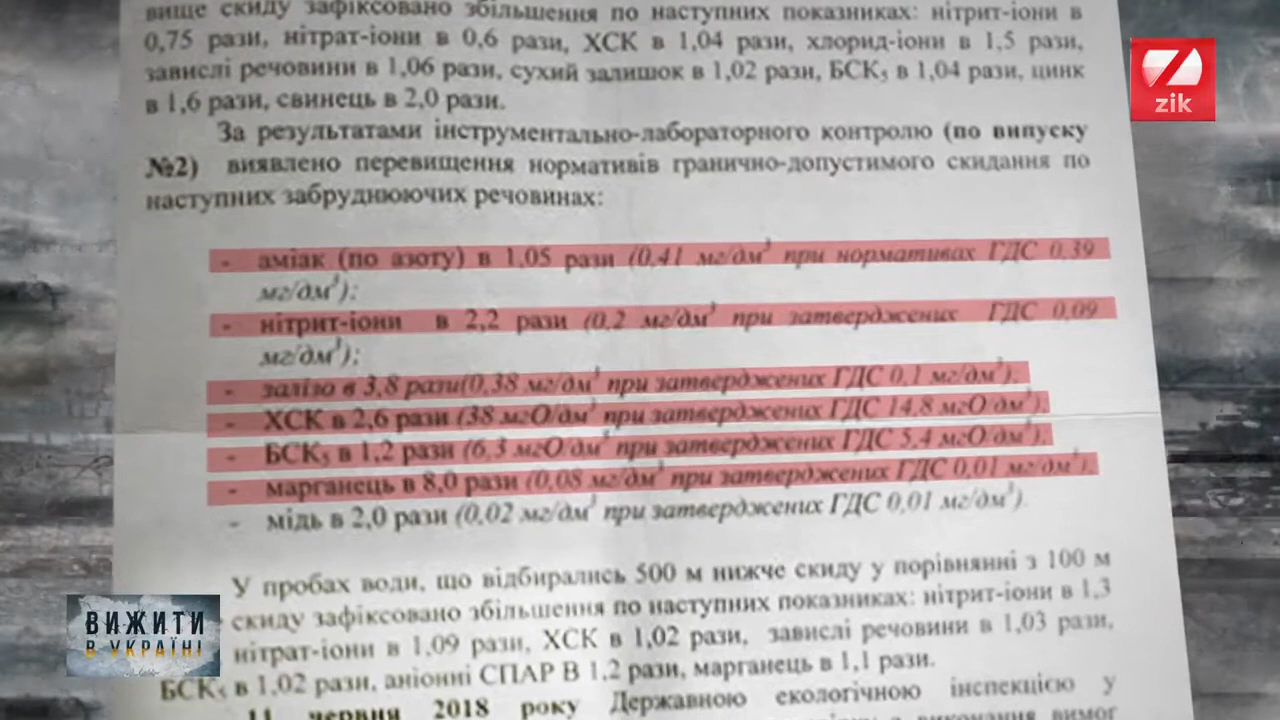 вище скиду зафіксовано збільшення по наступних показниках: нітрит-іони в
0,75 рази, нітрат-іони в 0,6 рази, ХСК в 1,04 рази, хлорид-іони в 1,5 рази,
завислі речовини в 1,06 рази, сухий залишок в 1,02 рази, БСК₅ в 1,04 рази, цинк
в 1,6 рази, свинець в 2,0 рази.
zik
За результатами інструментально-лабораторного контролю (по випуску
№2) виявлено перевищення нормативів гранично-допустимого скидання по
наступних забруднюючих речовинах:
- аміак (по азоту) в 1,05 рази (0,41 мг/дм³ при нормативах ГДС 0,39
мг/дм³);
- нітрит-іони в 2,2 рази (0,2 мг/дм³ при затверджених ГДС 0,09
мг/дм³);
- залізо в 3,8 рази(0,38 мг/дм³ при затверджених ГДС 0,1 мг/дм³).
- ХСК в 2,6 рази (38 мгО/дм³ при затверджених ГДС 14,8 мгО/дм³)
- БСК₅ в 1,2 рази (6,3 мгО/дм³ при затверджених ГДС 5,4 мгО/дм³).
- марганець в 8,0 рази (0,08 мг/дм³ при затверджених ГДС 0,01 мг/дм³).
- мідь в 2,0 рази (0,02 мг/дм³ при затверджених ГДС 0,01 мг/дм³).
У пробах води, що відбирались 500 м нижче скиду у порівнянні з 100 м
скиду зафіксовано збільшення по наступних показниках: нітрит-іони в 1,3
нітрат-іони в 1,09 рази, ХСК в 1,02 рази, завислі речовини в 1,03 рази,
БСК₅ в 1,02 рази, аніонні СПАР В 1,2 рази, марганець в 1,1 рази.
11 червня 2018 року Державною екологічною інспекцією у
з виконання вимог
ВИЖИТИ
В УКРАЇНІ